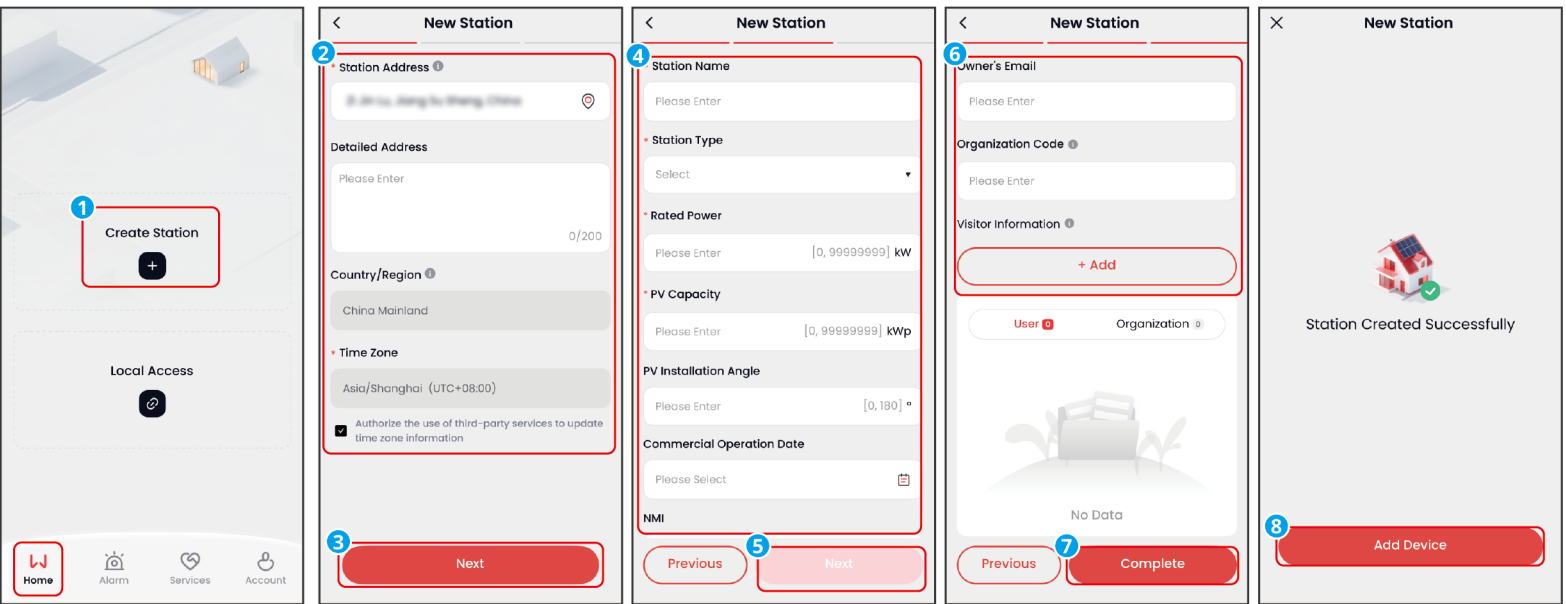 1
Create Station
+
Local Access
Home
Alarm
Services
Account
New Station
2
* Station Address
Detailed Address
Please Enter
0/200
Country/Region
China Mainland
* Time Zone
Asia/Shanghai (UTC+08:00)
Authorize the use of third-party services to update
time zone information
3
Next
New Station
4
* Station Name
Please Enter
* Station Type
Select
* Rated Power
Please Enter [0, 99999999] kW
* PV Capacity
Please Enter [0, 99999999] kWp
PV Installation Angle
Please Enter [0, 180] °
Commercial Operation Date
Please Select
NMI
5
Previous Next
New Station
6
Owner's Email
Please Enter
Organization Code
Please Enter
Visitor Information
+ Add
User 0 Organization 0
No Data
7
Previous Complete
New Station
Station Created Successfully
8
Add Device